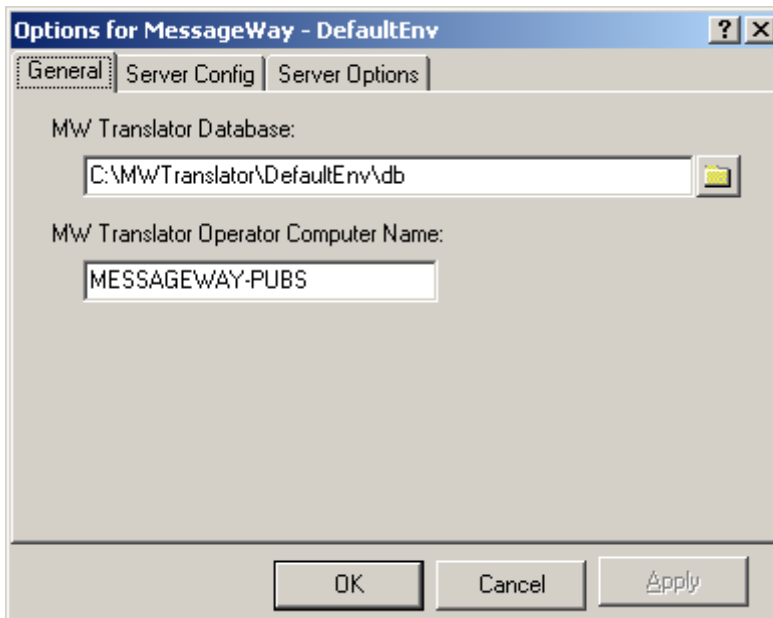 Options for MessageWay - DefaultEnv
General
Server Config
Server Options
MW Translator Database:
C:\MWTranslator\DefaultEnv\db
MW Translator Operator Computer Name:
MESSAGEWAY-PUBS
OK
Cancel
Apply